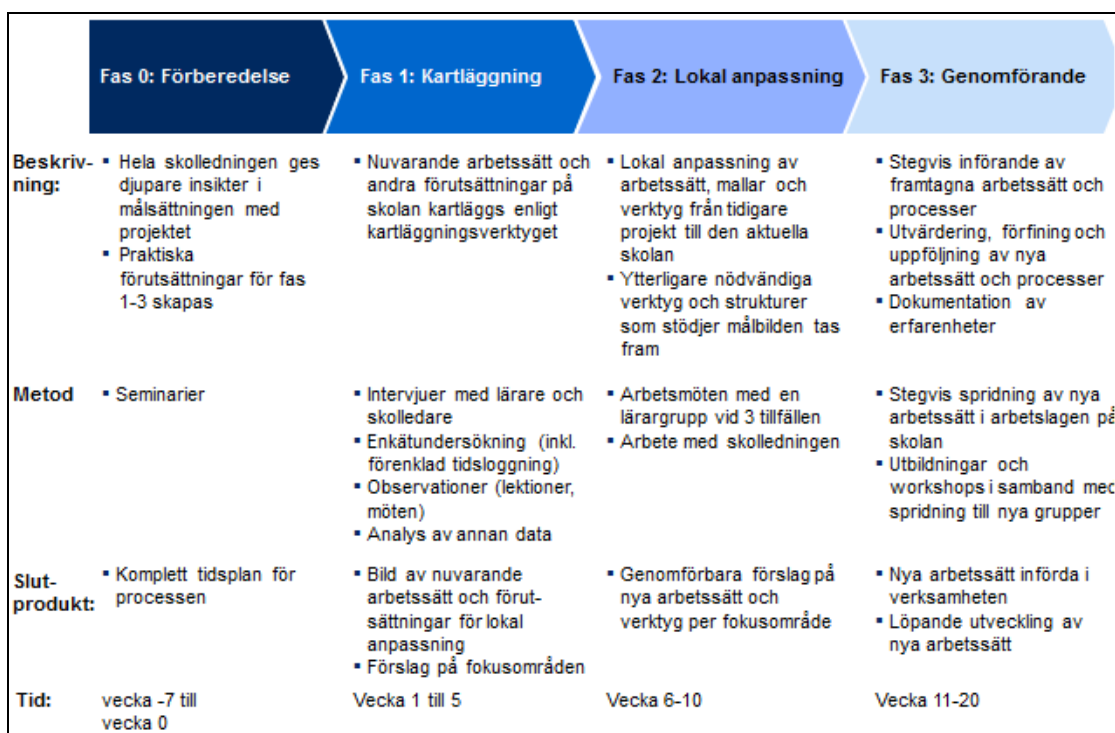 Fas 0: Förberedelse
Fas 1: Kartläggning
Fas 2: Lokal anpassning
Fas 3: Genomförande
Beskriv-
ning:
▪ Hela skolledningen ges
djupare insikter i
målsättningen med
projektet
▪ Praktiska
förutsättningar för fas
1-3 skapas
▪ Nuvarande arbetssätt och
andra förutsättningar på
skolan kartläggs enligt
kartläggningsverktyget
▪ Lokal anpassning av
arbetssätt, mallar och
verktyg från tidigare
projekt till den aktuella
skolan
▪ Ytterligare nödvändiga
verktyg och strukturer
som stödjer målbilden tas
fram
▪ Stegvis införande av
framtagna arbetssätt och
processer
▪ Utvärdering, förfining och
uppföljning av nya
arbetssätt och processer
▪ Dokumentation av
erfarenheter
Metod
▪ Seminarier
▪ Intervjuer med lärare och
skolledare
▪ Enkätundersökning (inkl.
förenklad tidsloggning)
▪ Observationer (lektioner,
möten)
▪ Analys av annan data
▪ Arbetsmöten med en
lärargrupp vid 3 tillfällen
▪ Arbete med skolledningen
▪ Stegvis spridning av nya
arbetssätt i arbetslagen på
skolan
▪ Utbildningar och
workshops i samband med
spridning till nya grupper
Slut-
produkt:
▪ Komplett tidsplan för
processen
▪ Bild av nuvarande
arbetssätt och förut-
sättningar för lokal
anpassning
▪ Förslag på fokusområden
▪ Genomförbara förslag på
nya arbetssätt och
verktyg per fokusområde
▪ Nya arbetssätt införda i
verksamheten
▪ Löpande utveckling av
nya arbetssätt
Tid:
vecka -7 till
vecka 0
Vecka 1 till 5
Vecka 6-10
Vecka 11-20